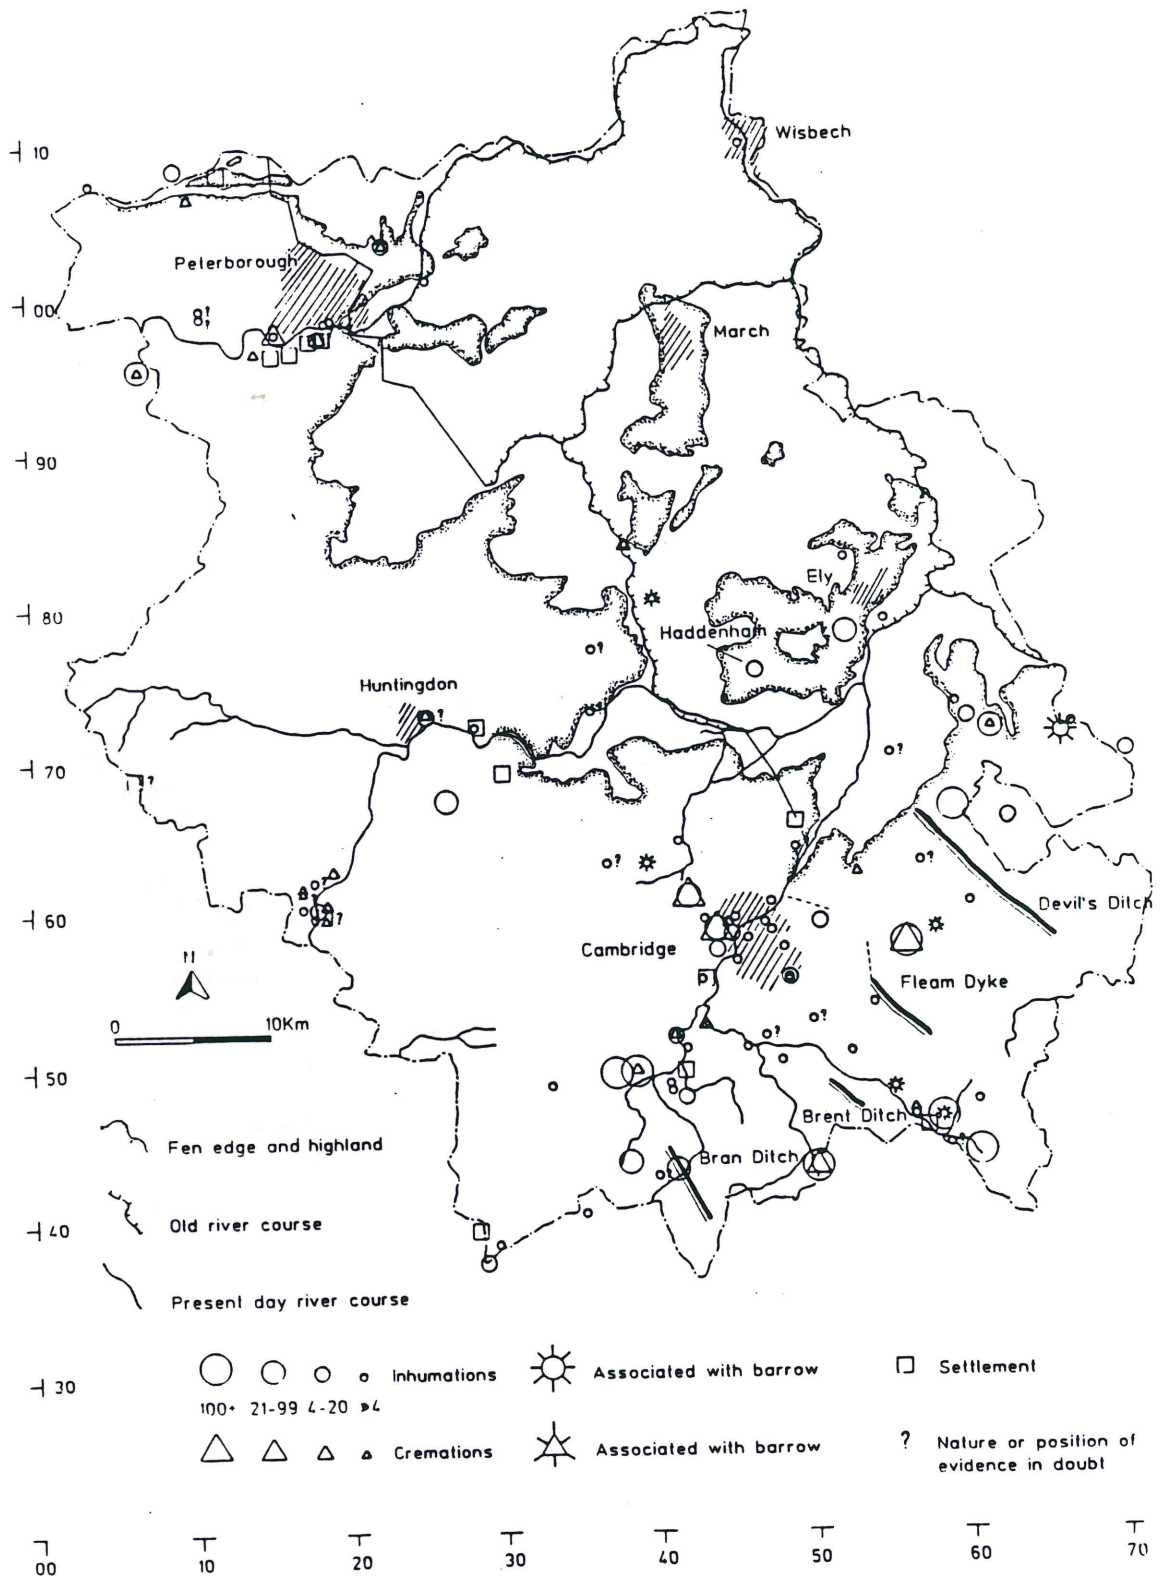 10
Wisbech
Peterborough
00
?
?
March
90
Ely
80
Haddenham
?
Huntingdon
?
?
?
70
?
?
?
?
Devil's Ditch
60
?
Cambridge
N
Fleam Dyke
0 10Km
?
?
50
Brent Ditch
Fen edge and highland
Bran Ditch
?
40
Old river course
Present day river course
Inhumations
Associated with barrow
Settlement
30
100+ 21-99 4-20
Cremations
Associated with barrow
? Nature or position of
evidence in doubt
00 10 20 30 40 50 60 70